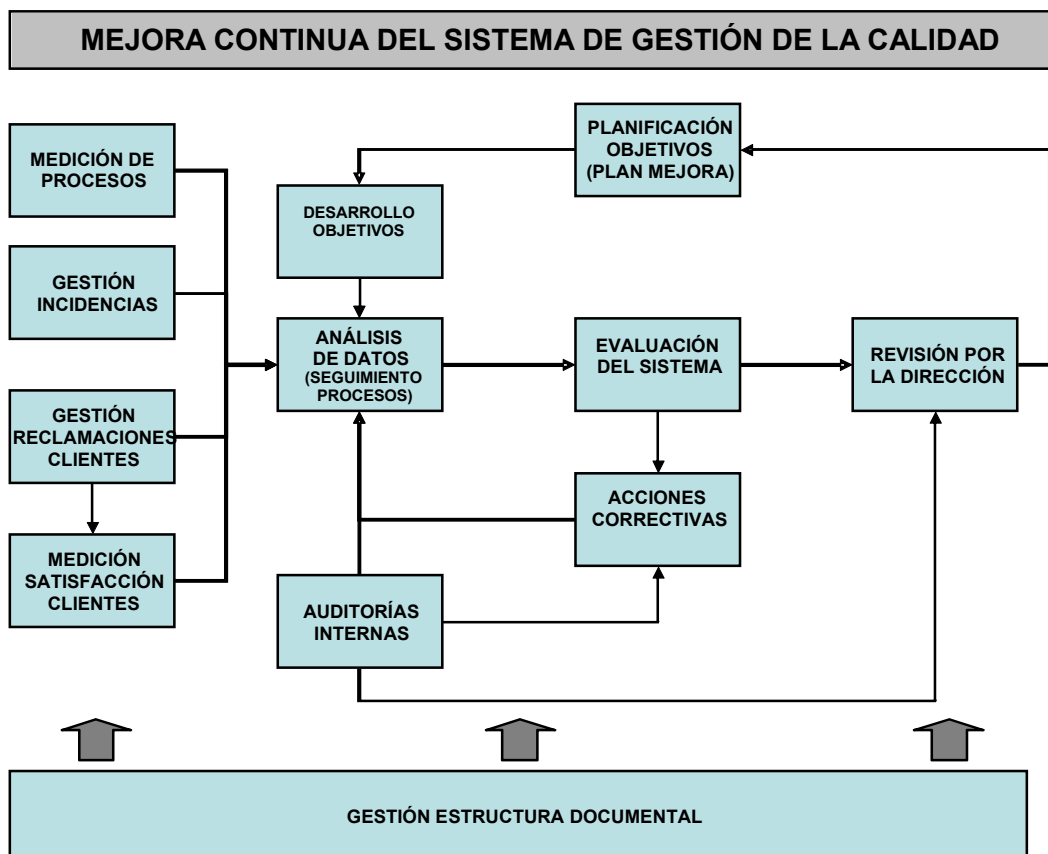 MEJORA CONTINUA DEL SISTEMA DE GESTIÓN DE LA CALIDAD
PLANIFICACIÓN
OBJETIVOS
(PLAN MEJORA)
MEDICIÓN DE
PROCESOS
DESARROLLO
OBJETIVOS
GESTIÓN
INCIDENCIAS
ANÁLISIS
DE DATOS
(SEGUIMIENTO
PROCESOS)
EVALUACIÓN
DEL SISTEMA
REVISIÓN POR
LA DIRECCIÓN
GESTIÓN
RECLAMACIONES
CLIENTES
ACCIONES
CORRECTIVAS
MEDICIÓN
SATISFACCIÓN
CLIENTES
AUDITORÍAS
INTERNAS
GESTIÓN ESTRUCTURA DOCUMENTAL